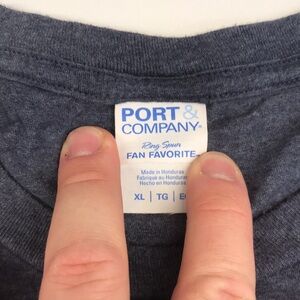 PORT &
COMPANY®
Ring Spun
FAN FAVORITE
Made in Honduras
Fabriqué au Honduras
Hecho en Honduras
XL | TG |